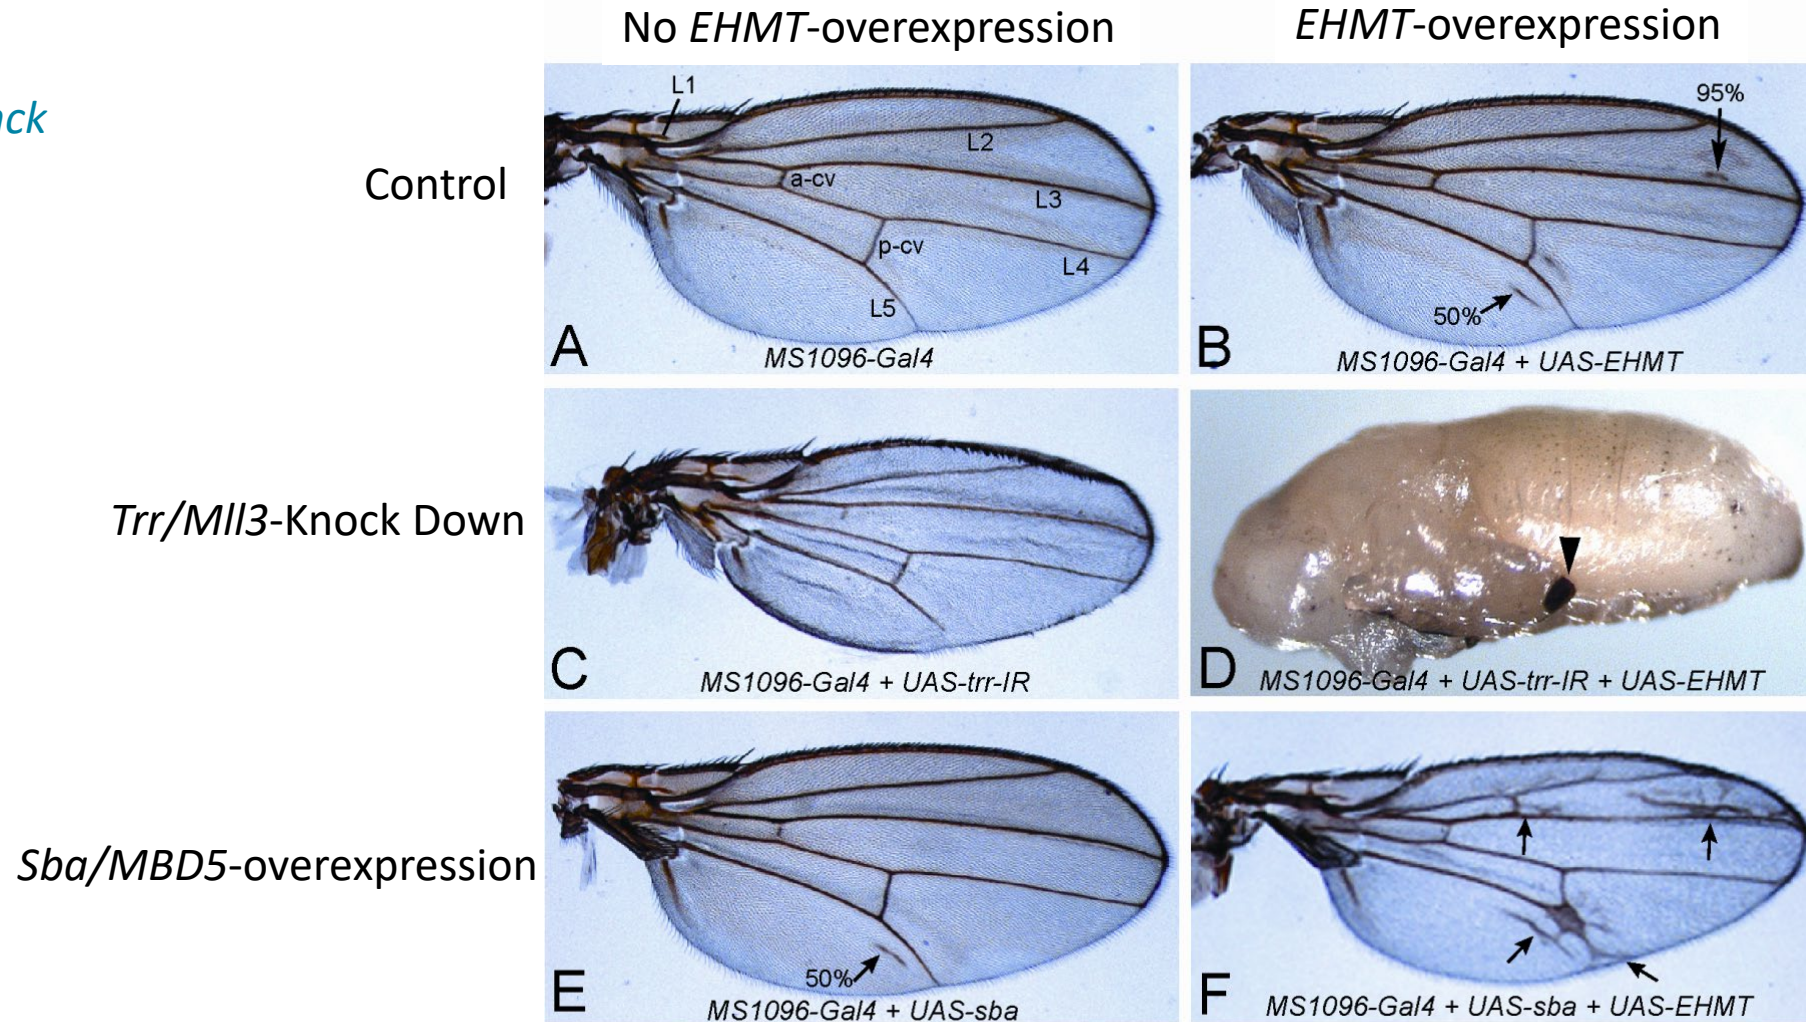 No EHMT-overexpression
EHMT-overexpression
Control
L1
L2
a-cv
L3
p-cv
L4
L5
A
MS1096-Gal4
95%
50%
B
MS1096-Gal4 + UAS-EHMT
Trr/Mll3-Knock Down
C
MS1096-Gal4 + UAS-trr-IR
D
MS1096-Gal4 + UAS-trr-IR + UAS-EHMT
Sba/MBD5-overexpression
50%
E
MS1096-Gal4 + UAS-sba
F
MS1096-Gal4 + UAS-sba + UAS-EHMT